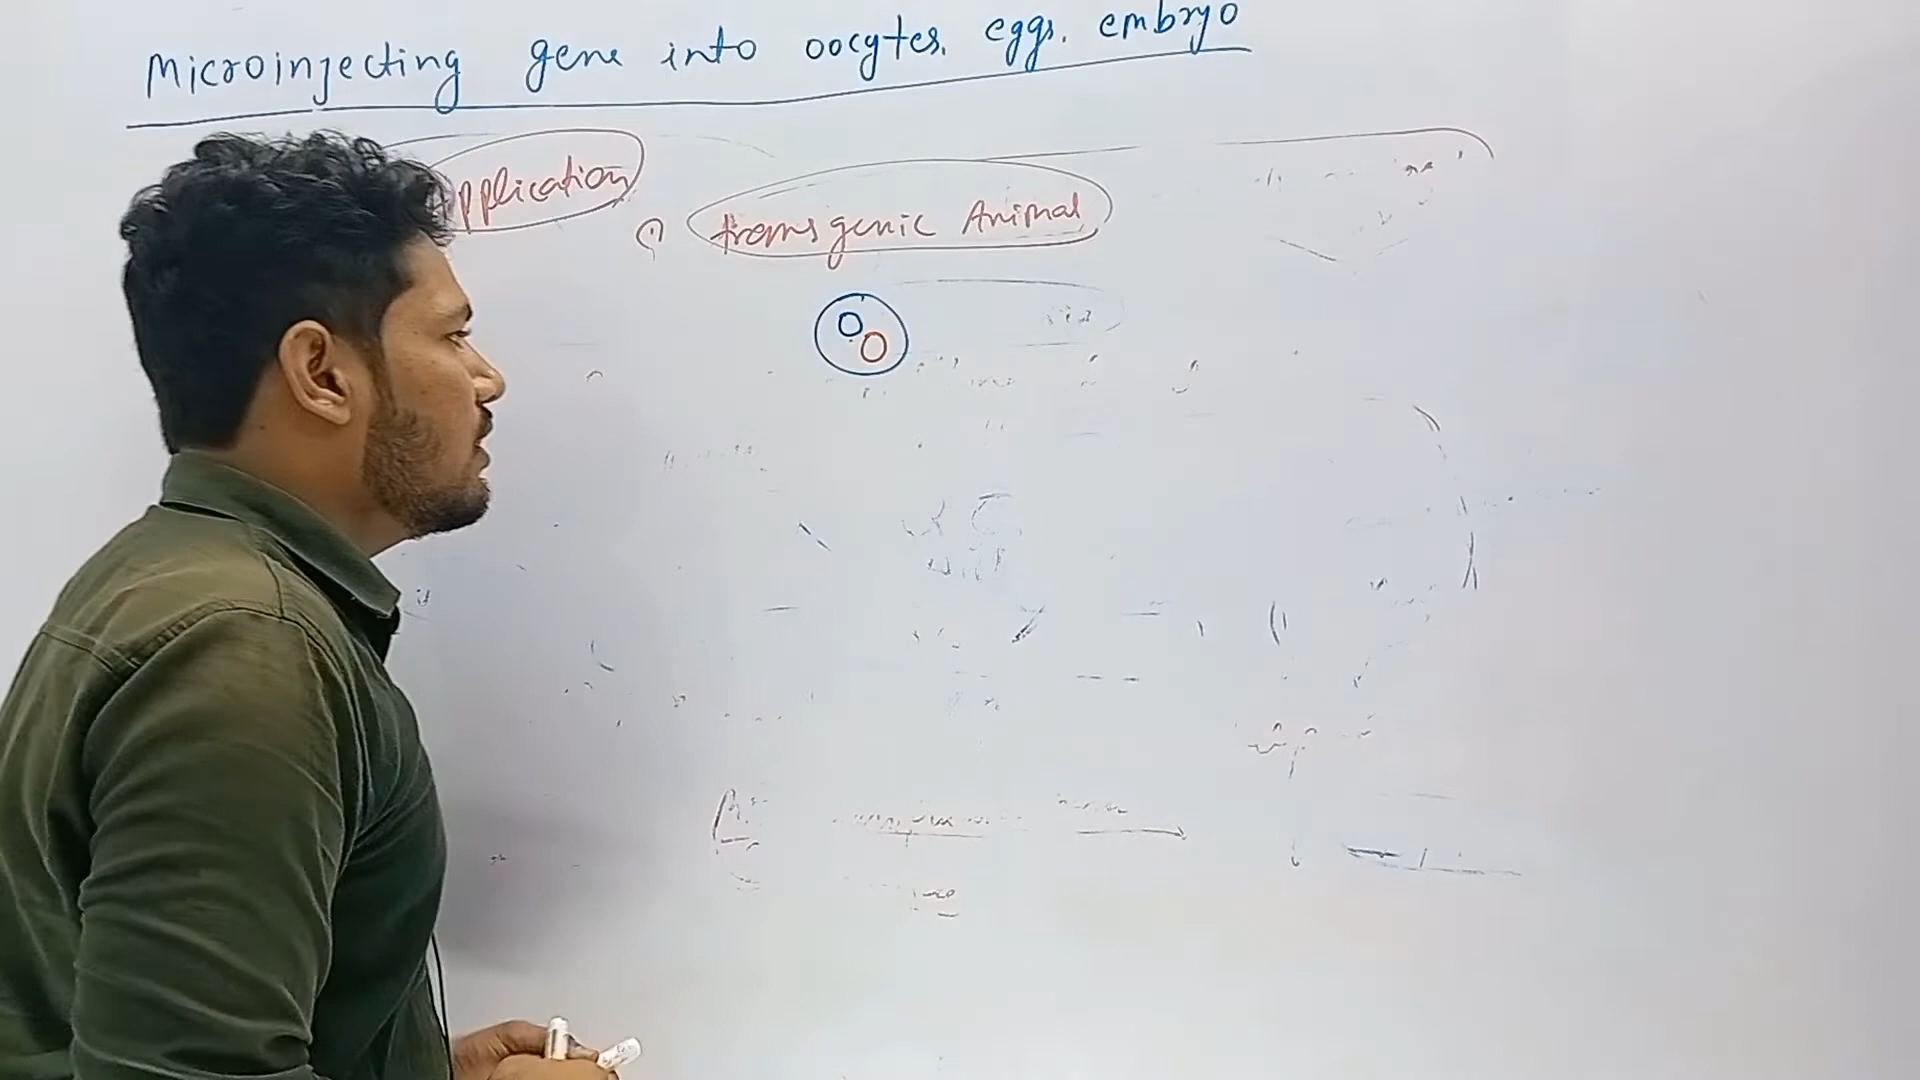 Microinjecting gene into oocytes. eggs. embryo
Application
transgenic Animal